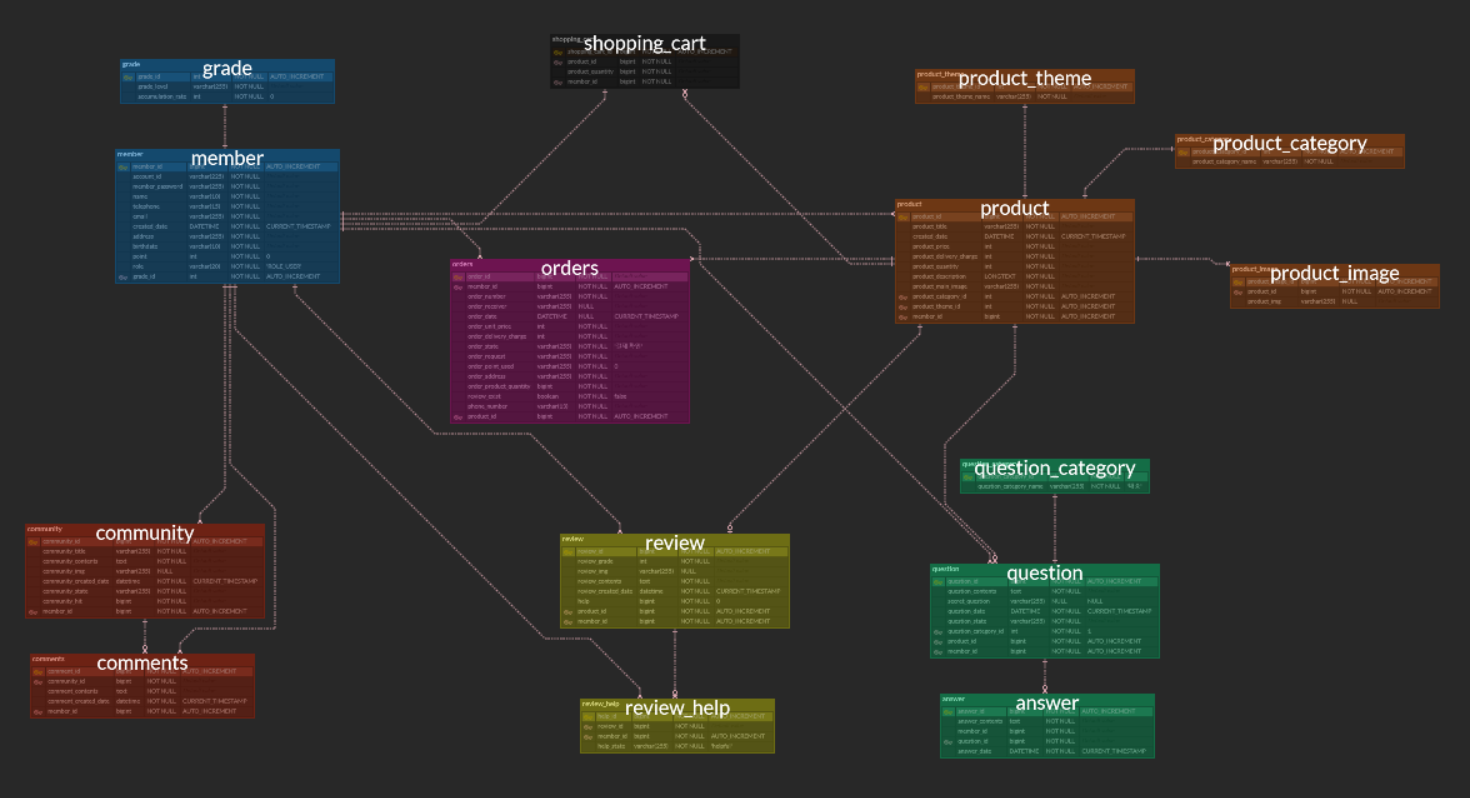 grade
grade
grade_id int AUTO_INCREMENT
grade_level varchar(255) NOT NULL
accumulation_rate int NOT NULL 0
shopping_cart
product_id bigint NOT NULL
product_quantity bigint NOT NULL
member_id bigint NOT NULL
product_theme
product_theme_name varchar(255) NOT NULL
product_category
product_category_name varchar(255) NOT NULL
member
member
member_id AUTO_INCREMENT
account_id varchar(225) NOT NULL
member_password varchar(255) NOT NULL
name varchar(10) NOT NULL
telephone varchar(15) NOT NULL
email varchar(255) NOT NULL
created_date DATETIME NOT NULL CURRENT_TIMESTAMP
address varchar(255) NOT NULL
birthdate varchar(10) NOT NULL
point int NOT NULL 0
role varchar(20) NOT NULL 'ROLE_USER'
grade_id int NOT NULL AUTO_INCREMENT
product
product
product_id NOT NULL AUTO_INCREMENT
product_title varchar(255) NOT NULL
created_date DATETIME NOT NULL CURRENT_TIMESTAMP
product_price int NOT NULL
product_delivery_charge int NOT NULL
product_quantity int NOT NULL
product_description LONGTEXT NOT NULL
product_main_image varchar(255) NOT NULL
product_category_id int NOT NULL AUTO_INCREMENT
product_theme_id int NOT NULL AUTO_INCREMENT
member_id bigint NOT NULL AUTO_INCREMENT
product_image
product_id bigint NOT NULL AUTO_INCREMENT
product_img varchar(255) NULL
orders
orders
order_id
member_id bigint NOT NULL AUTO_INCREMENT
order_number varchar(255) NOT NULL
order_receiver varchar(255) NULL
order_date DATETIME NULL CURRENT_TIMESTAMP
order_unit_price int NOT NULL
order_delivery_charge int NOT NULL
order_state varchar(255) NOT NULL
order_request varchar(255) NOT NULL
order_point_used varchar(255) NOT NULL 0
order_address varchar(255) NOT NULL
order_product_quantity bigint NOT NULL
review_exist boolean NOT NULL false
phone_number varchar(13) NOT NULL
product_id bigint NOT NULL AUTO_INCREMENT
question_category
question_category_name varchar(255) NOT NULL
community
community
community_id bigint NOT NULL AUTO_INCREMENT
community_title varchar(255) NOT NULL
community_contents text NOT NULL
community_img varchar(255) NULL
community_created_date datetime NOT NULL CURRENT_TIMESTAMP
community_state varchar(255) NOT NULL
community_hit bigint NOT NULL
member_id bigint NOT NULL AUTO_INCREMENT
review
review
review_id AUTO_INCREMENT
review_grade int NOT NULL
review_img varchar(255) NULL
review_contents text NOT NULL
review_created_date datetime NOT NULL CURRENT_TIMESTAMP
help bigint NOT NULL 0
product_id bigint NOT NULL AUTO_INCREMENT
member_id bigint NOT NULL AUTO_INCREMENT
question
question
question_id bigint NOT NULL AUTO_INCREMENT
question_contents text NOT NULL
secret_question varchar(255) NULL NULL
question_date DATETIME NOT NULL CURRENT_TIMESTAMP
question_state varchar(255) NOT NULL
question_category_id int NOT NULL 1
product_id bigint NOT NULL AUTO_INCREMENT
member_id bigint NOT NULL AUTO_INCREMENT
comments
comments
comment_id AUTO_INCREMENT
community_id bigint NOT NULL
comment_contents text NOT NULL
comment_created_date datetime NOT NULL CURRENT_TIMESTAMP
member_id bigint NOT NULL AUTO_INCREMENT
review_help
review_help
help_id
review_id bigint NOT NULL
member_id bigint NOT NULL AUTO_INCREMENT
help_state varchar(255) NOT NULL
answer
answer
answer_id bigint NOT NULL AUTO_INCREMENT
answer_contents text NOT NULL
member_id bigint NOT NULL
question_id bigint NOT NULL
answer_date DATETIME NOT NULL CURRENT_TIMESTAMP